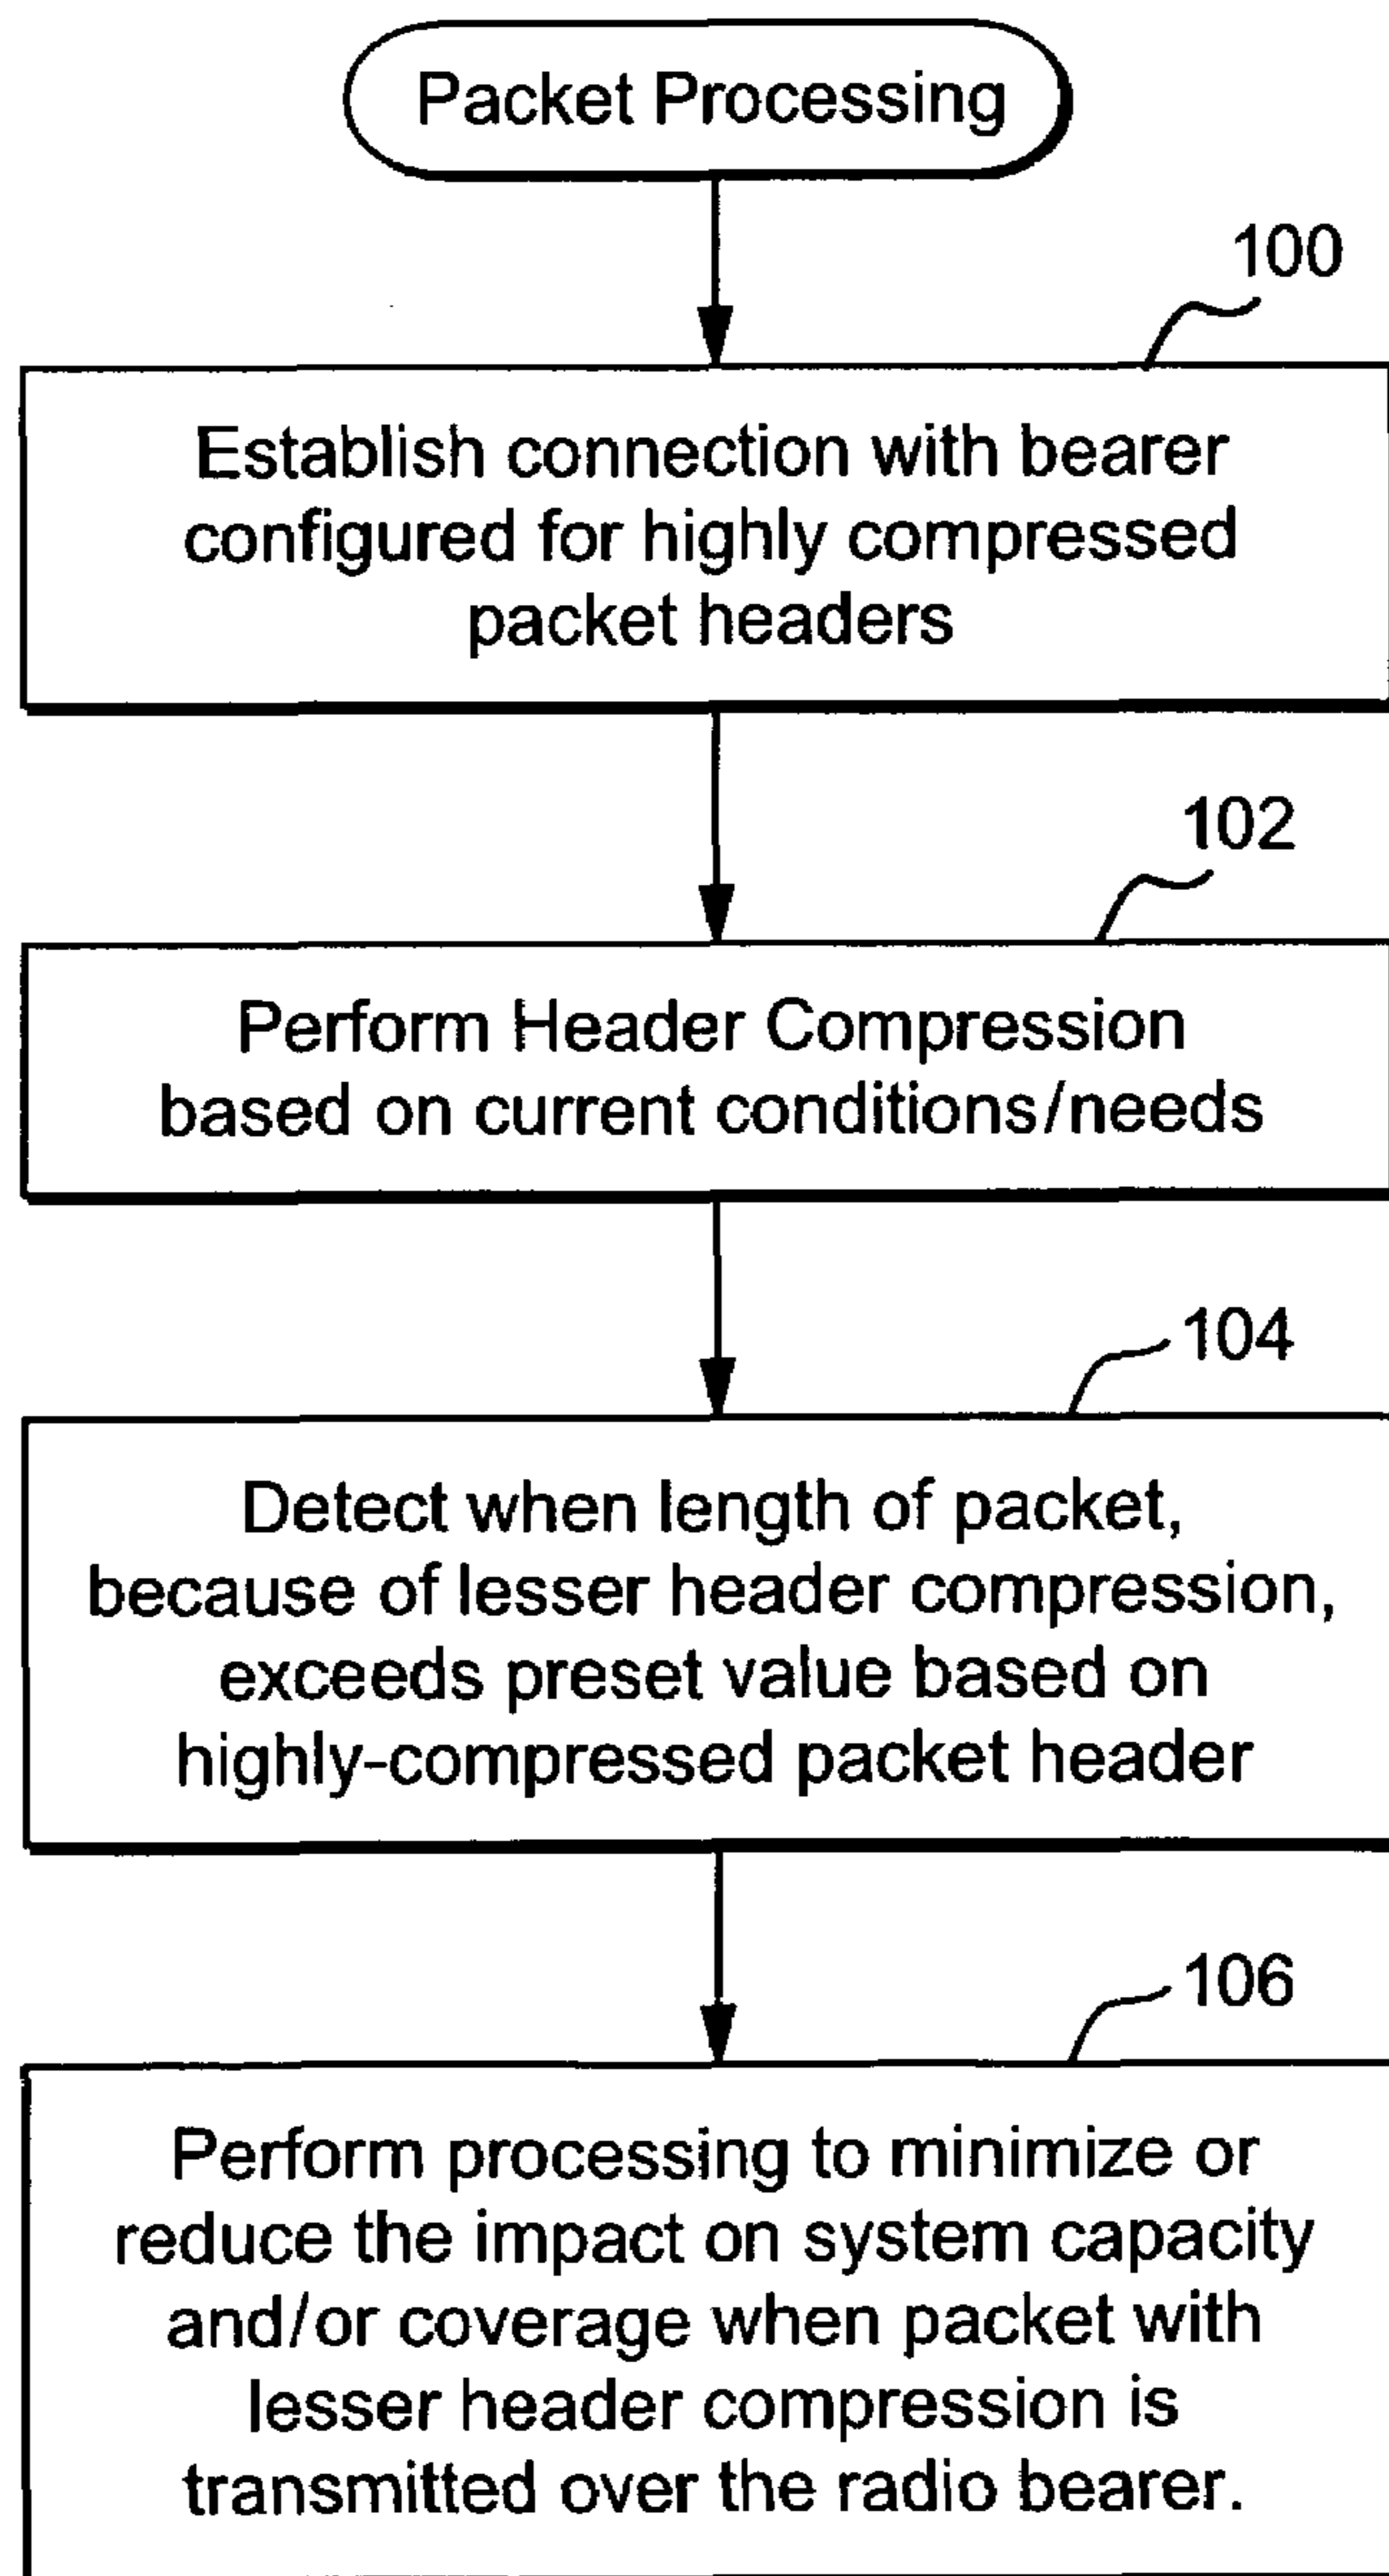 Packet Processing
100
Establish connection with bearer
configured for highly compressed
packet headers
102
Perform Header Compression
based on current conditions/needs
104
Detect when length of packet,
because of lesser header compression,
exceeds preset value based on
highly-compressed packet header
106
Perform processing to minimize or
reduce the impact on system capacity
and/or coverage when packet with
lesser header compression is
transmitted over the radio bearer.